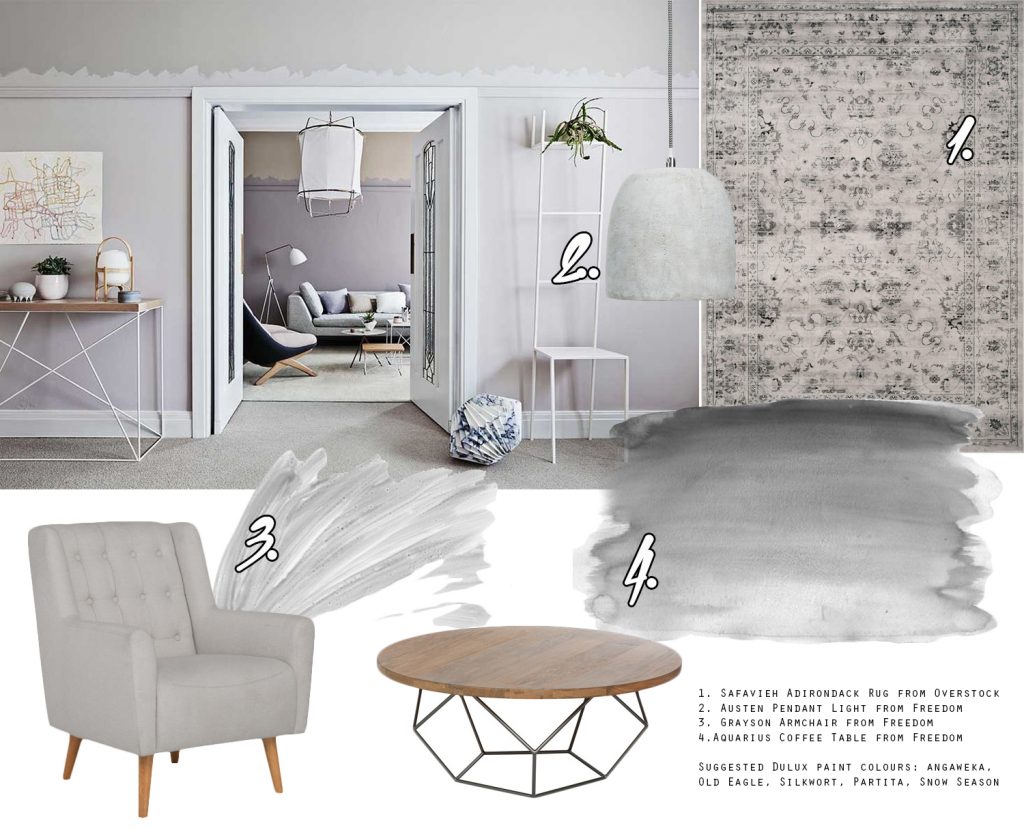 1.
2.
3.
4.
1. Safavieh Adirondack Rug from Overstock
2. Austen Pendant Light from Freedom
3. Grayson Armchair from Freedom
4.Aquarius Coffee Table from Freedom
Suggested Dulux paint colours: angaweka,
Old Eagle, Silkwort, Partita, Snow Season